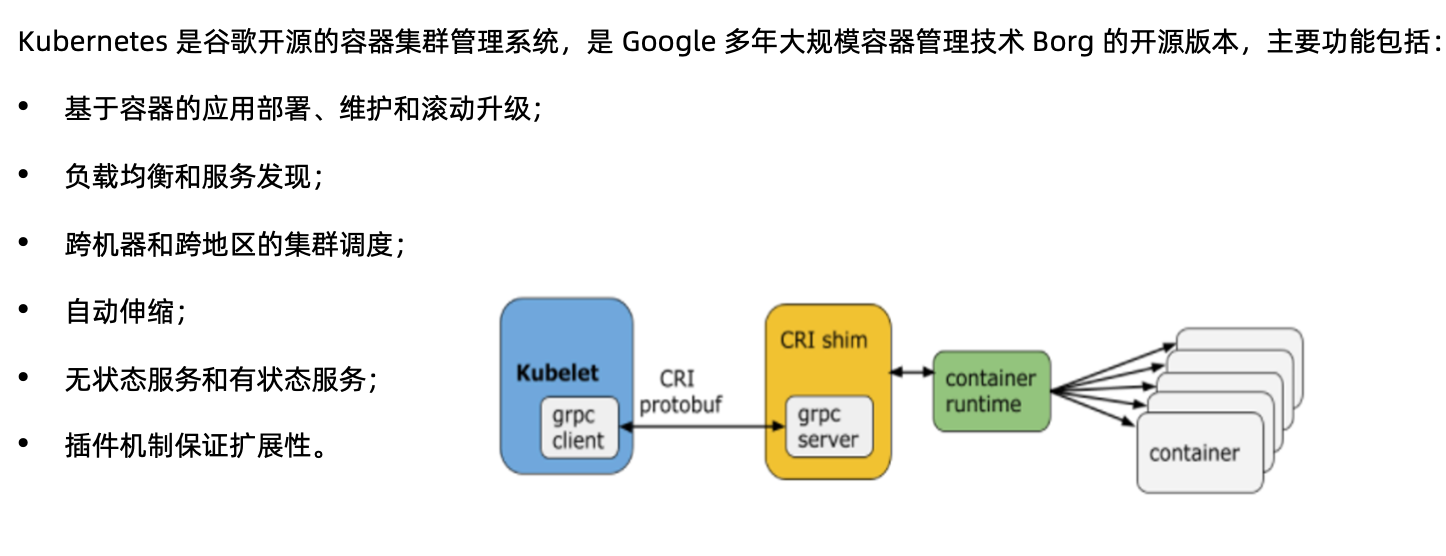 Kubernetes 是谷歌开源的容器集群管理系统，是 Google 多年大规模容器管理技术 Borg 的开源版本，主要功能包括：
• 基于容器的应用部署、维护和滚动升级；
• 负载均衡和服务发现；
• 跨机器和跨地区的集群调度；
• 自动伸缩；
• 无状态服务和有状态服务；
• 插件机制保证扩展性。
Kubelet
grpc
client
CRI
protobuf
CRI shim
grpc
server
container
runtime
container